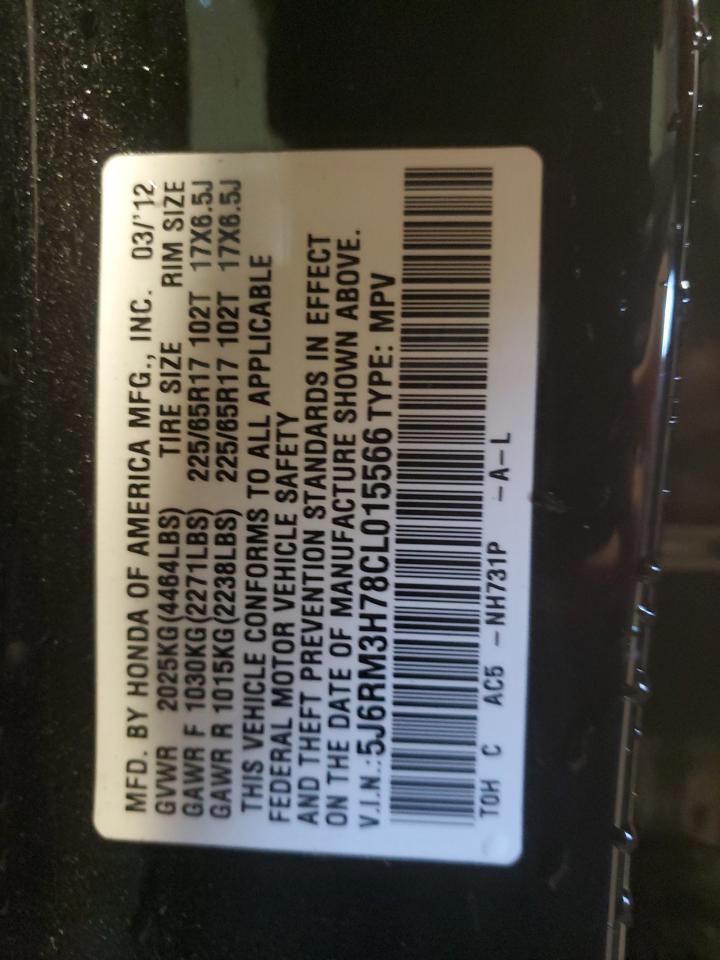 MFD. BY HONDA OF AMERICA MFG., INC. 03/'12
GVWR 2025KG(4464LBS) TIRE SIZE RIM SIZE
GAWR F 1030KG(2271LBS) 225/65R17 102T 17X6.5J
GAWR R 1015KG(2238LBS) 225/65R17 102T 17X6.5J
THIS VEHICLE CONFORMS TO ALL APPLICABLE
FEDERAL MOTOR VEHICLE SAFETY
AND THEFT PREVENTION STANDARDS IN EFFECT
ON THE DATE OF MANUFACTURE SHOWN ABOVE.
V.I.N.:5J6RM3H78CL015566 TYPE: MPV
TOH C AC5 -NH731P -A-L